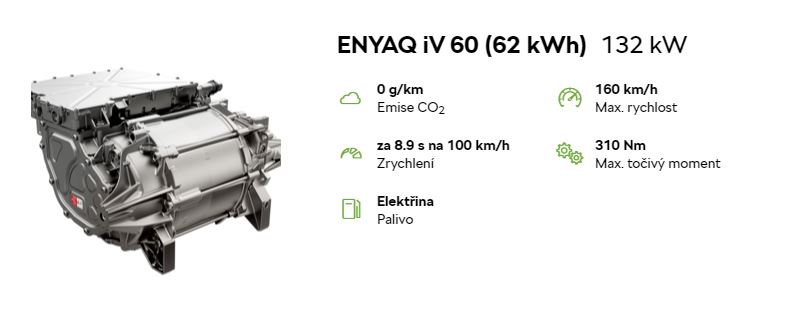 ENYAQ iV 60 (62 kWh) 132 kW
0 g/km
Emise CO₂
160 km/h
Max. rychlost
za 8.9 s na 100 km/h
Zrychlení
310 Nm
Max. točivý moment
Elektřina
Palivo